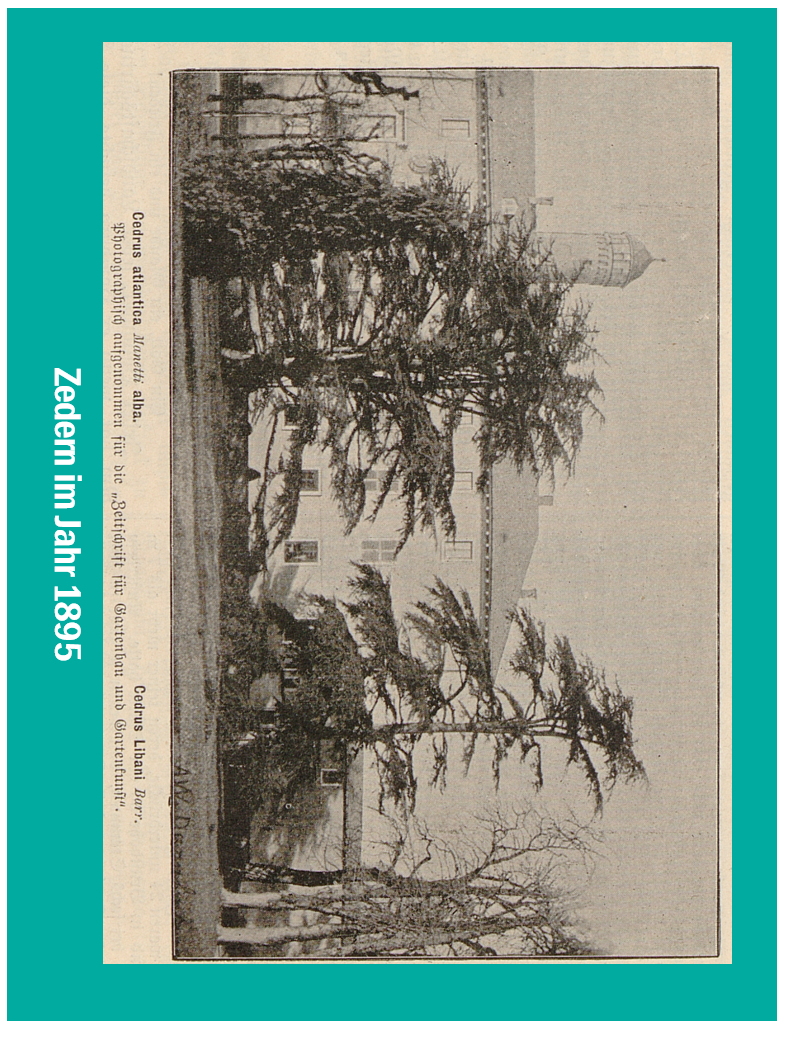 Cedrus atlantica Manetti alba.
Cedrus Libani Barr.
Photographisch aufgenommen für die „Zeitschrift für Gartenbau und Gartenkunst“.
Zedern im Jahr 1895